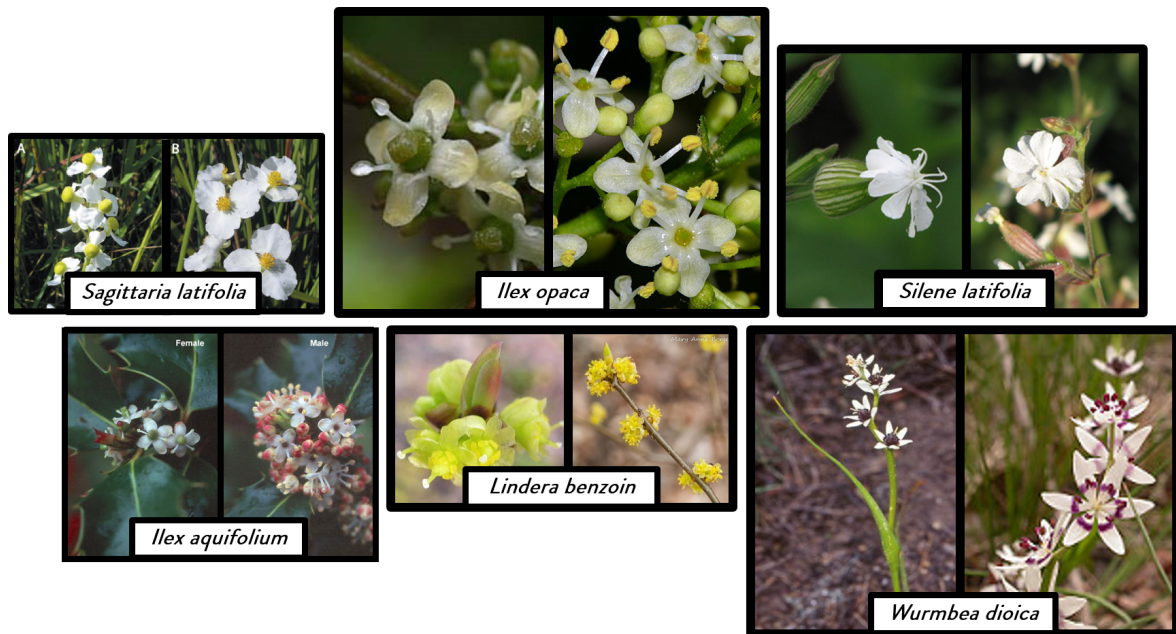 A
B
Sagittaria latifolia
Ilex opaca
Silene latifolia
Female
Male
Ilex aquifolium
Lindera benzoin
Wurmbea dioica